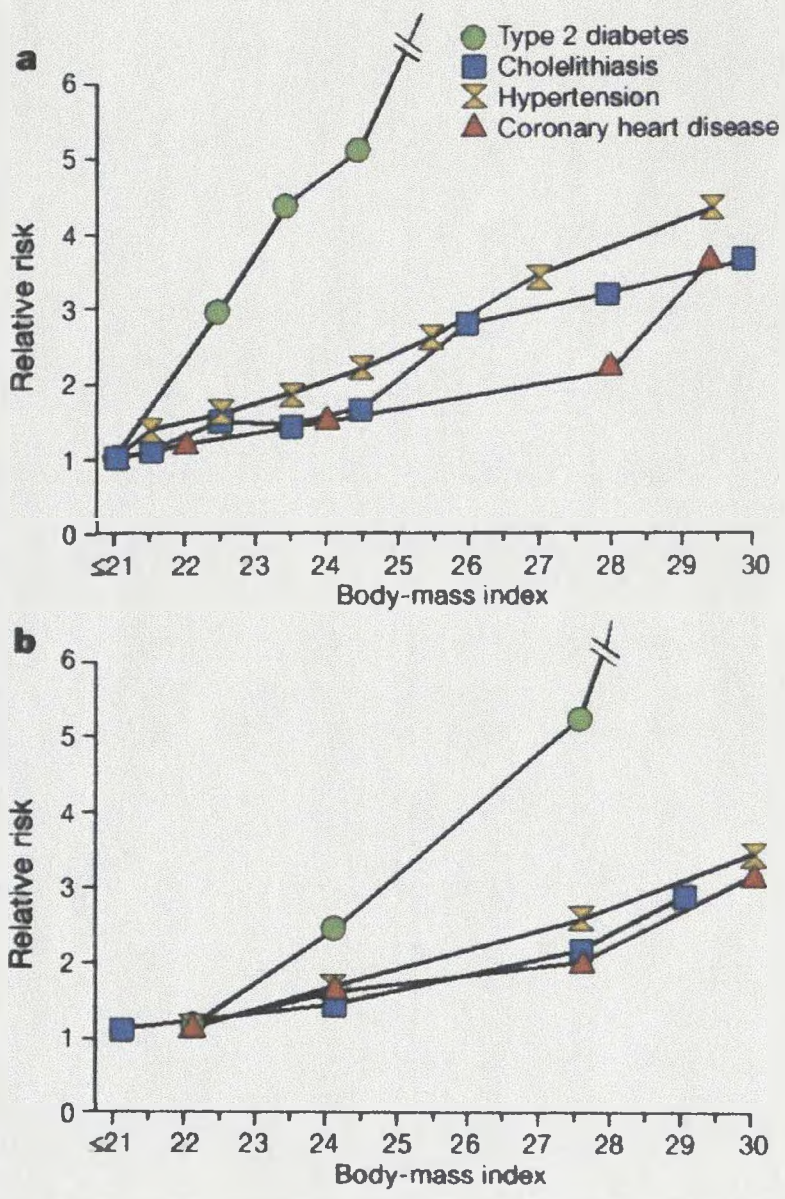 a
Type 2 diabetes
Cholelithiasis
Hypertension
Coronary heart disease
6
5
4
3
2
1
0
Relative risk
≤21 22 23 24 25 26 27 28 29 30
Body-mass index
b
6
5
4
3
2
1
0
Relative risk
≤21 22 23 24 25 26 27 28 29 30
Body-mass index